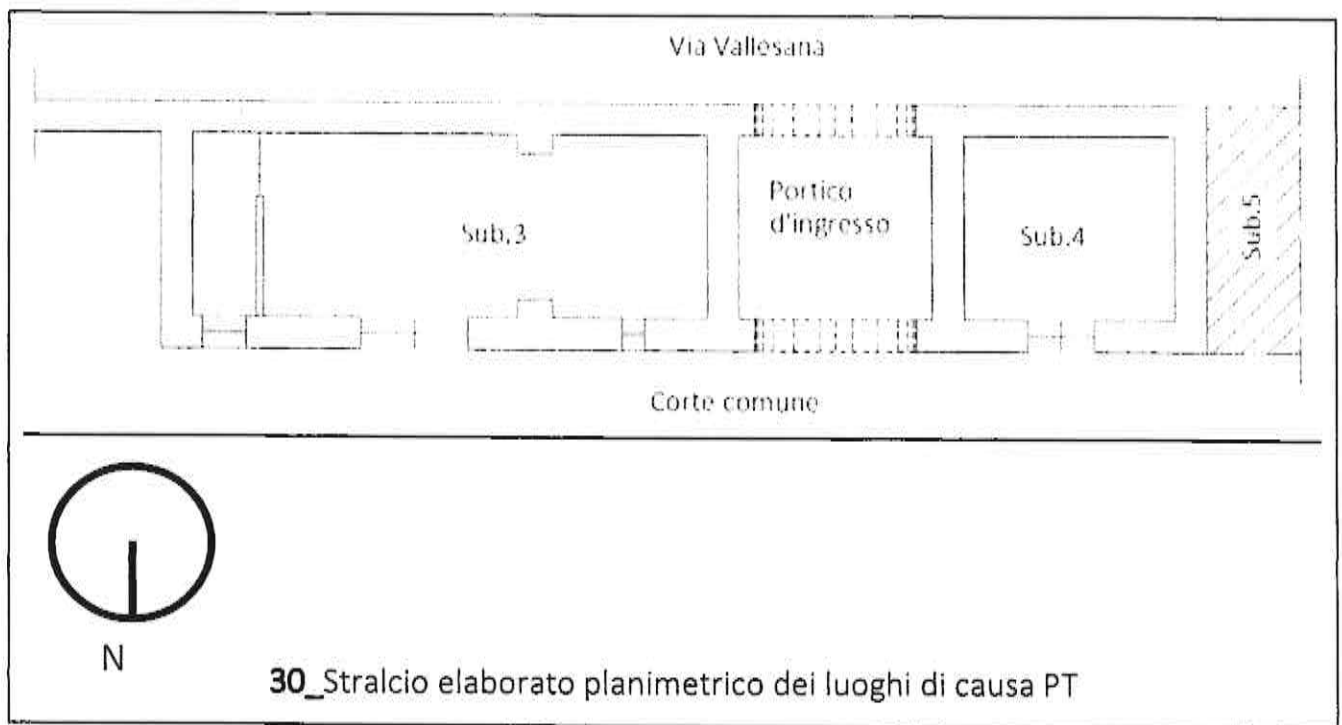 Via Vallesana
Portico
d'ingresso
Sub.3
Sub.4
Sub.5
Corte comune
N
30_Stralcio elaborato planimetrico dei luoghi di causa PT